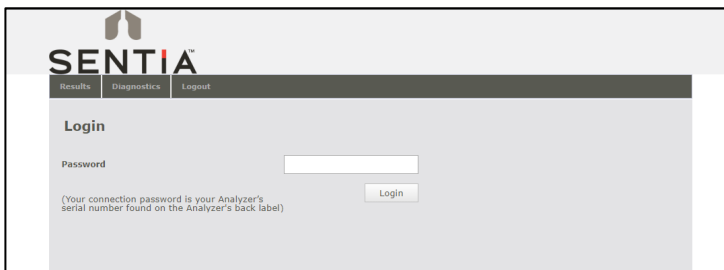 SENTIA™
Results Diagnostics Logout
Login
Password
Login
(Your connection password is your Analyzer's
serial number found on the Analyzer's back label)